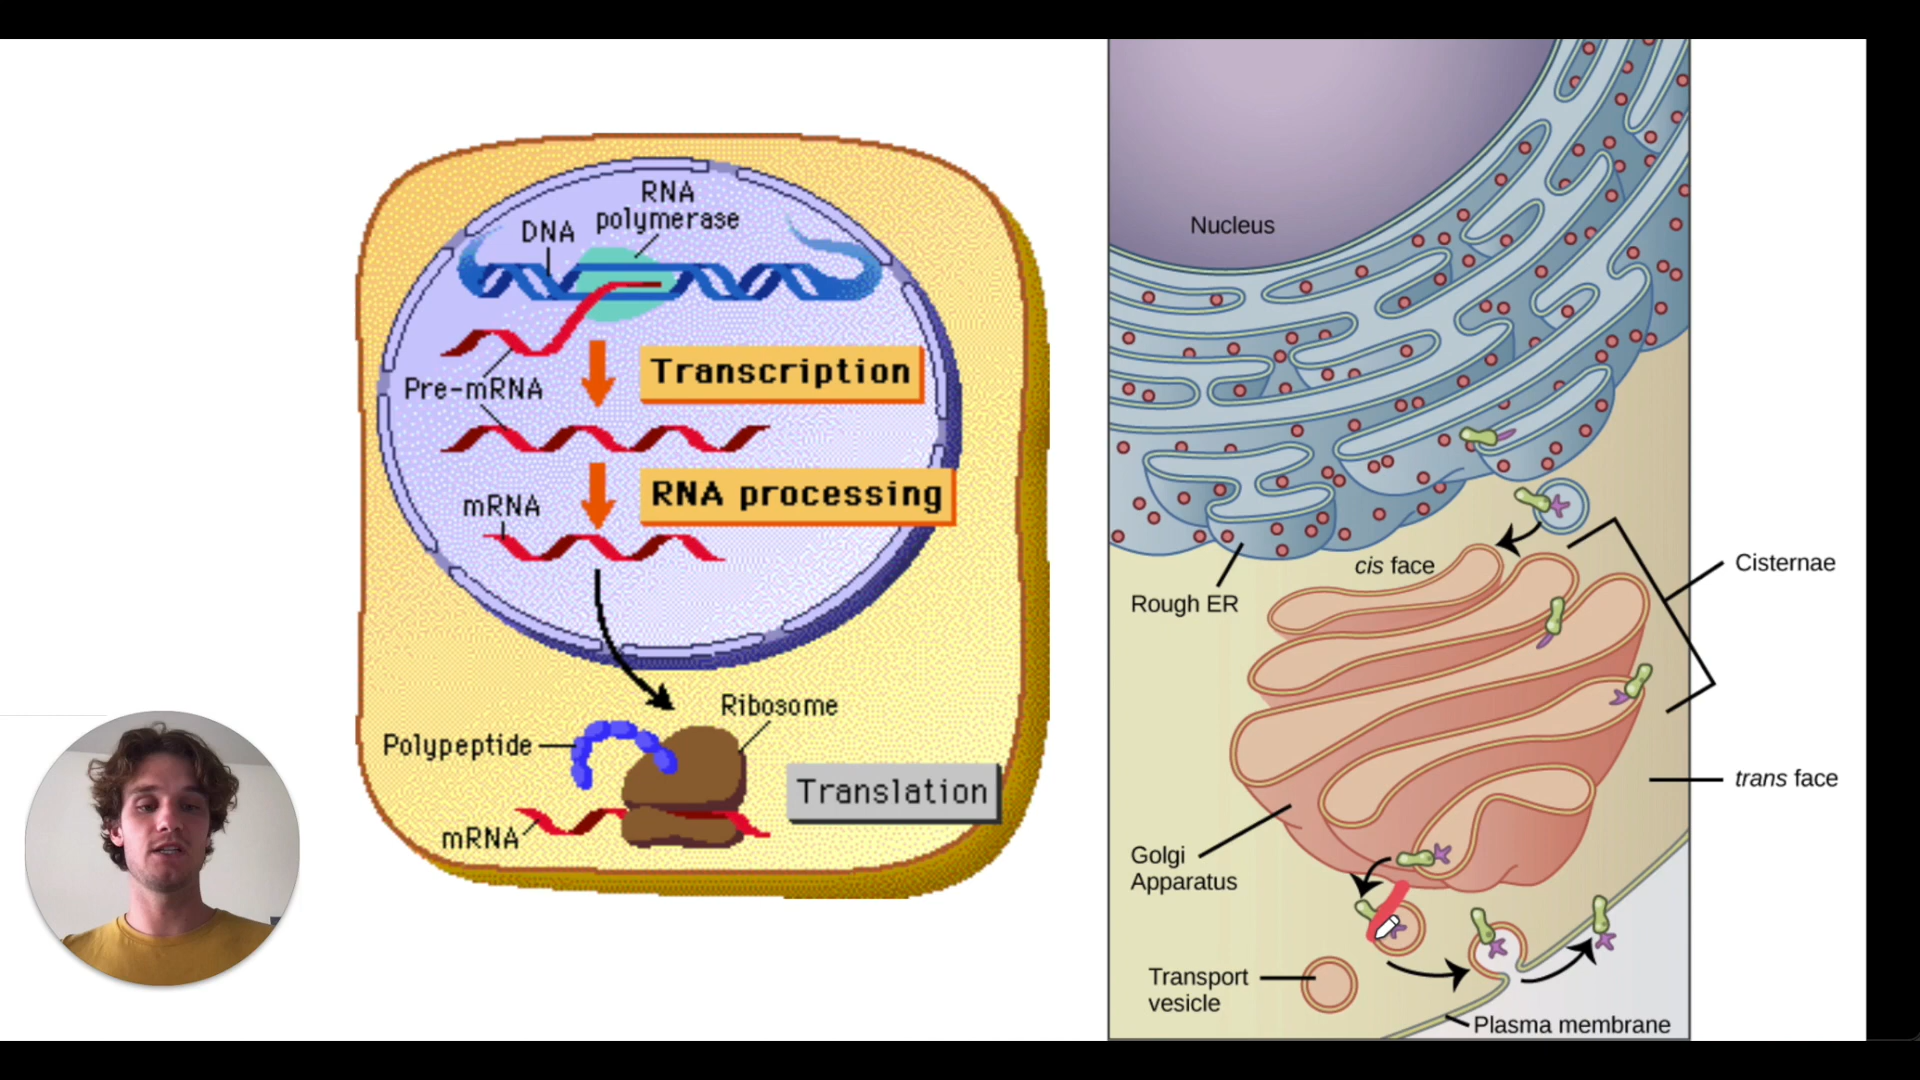 RNA
polymerase
DNA
Transcription
Pre-mRNA
RNA processing
mRNA
Ribosome
Polypeptide
Translation
mRNA
Nucleus
cis face
Cisternae
Rough ER
trans face
Golgi
Apparatus
Transport
vesicle
Plasma membrane